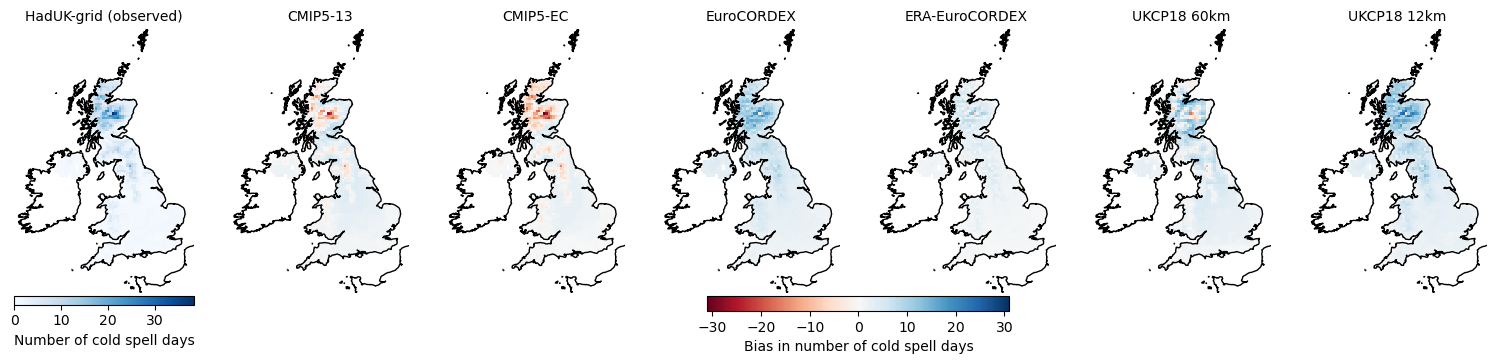 HadUK-grid (observed) CMIP5-13 CMIP5-EC EuroCORDEX ERA-EuroCORDEX UKCP18 60km UKCP18 12km
0 10 20 30
Number of cold spell days
−30 −20 −10 0 10 20 30
Bias in number of cold spell days